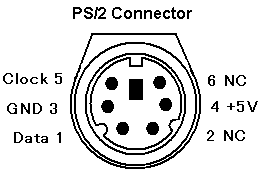 PS/2 Connector
Clock 5
6 NC
GND 3
4 +5V
Data 1
2 NC